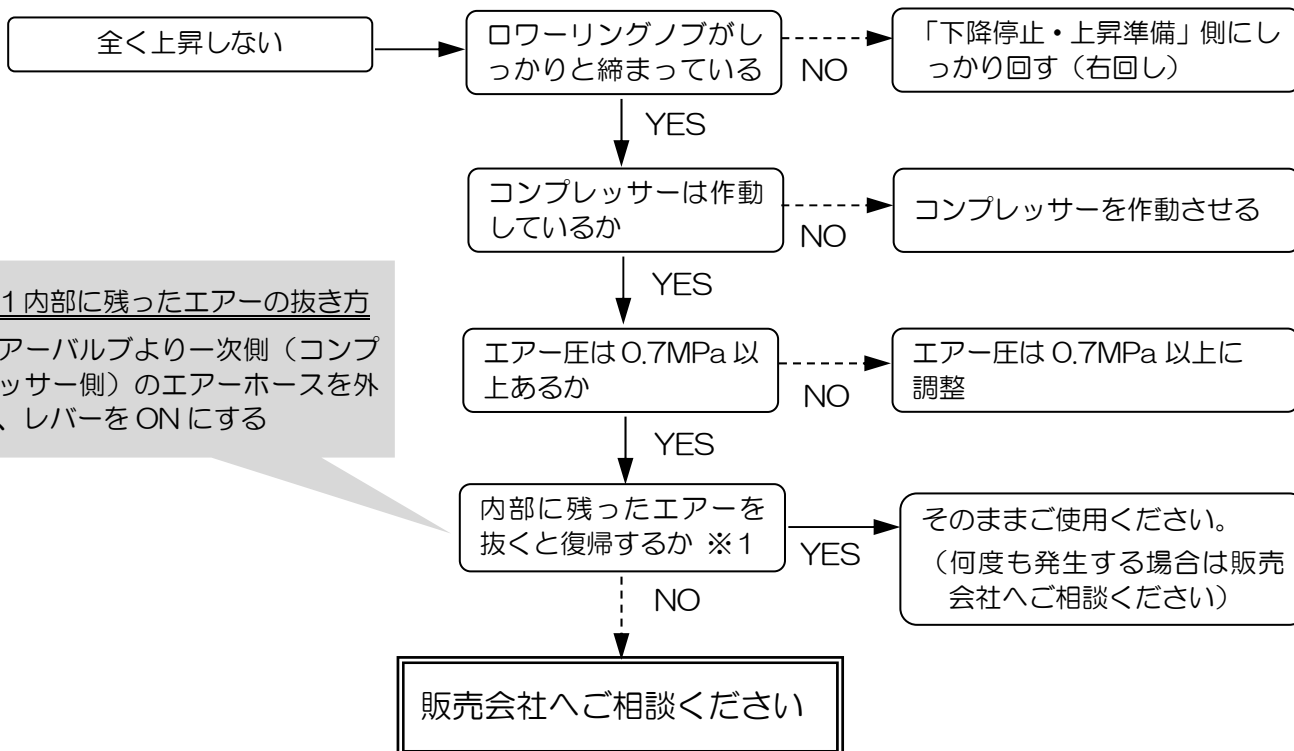 全く上昇しない
ロワーリングノブがし
っかりと締まっている
NO
「下降停止・上昇準備」側にし
っかり回す（右回し）
YES
コンプレッサーは作動
しているか
NO
コンプレッサーを作動させる
YES
1内部に残ったエアーの抜き方
アーバルブより一次側（コンプ
ッサー側）のエアーホースを外
、レバーをONにする
エアー圧は0.7MPa以
上あるか
NO
エアー圧は0.7MPa以上に
調整
YES
内部に残ったエアーを
抜くと復帰するか ※1
YES
そのままご使用ください。
（何度も発生する場合は販売
会社へご相談ください）
NO
販売会社へご相談ください